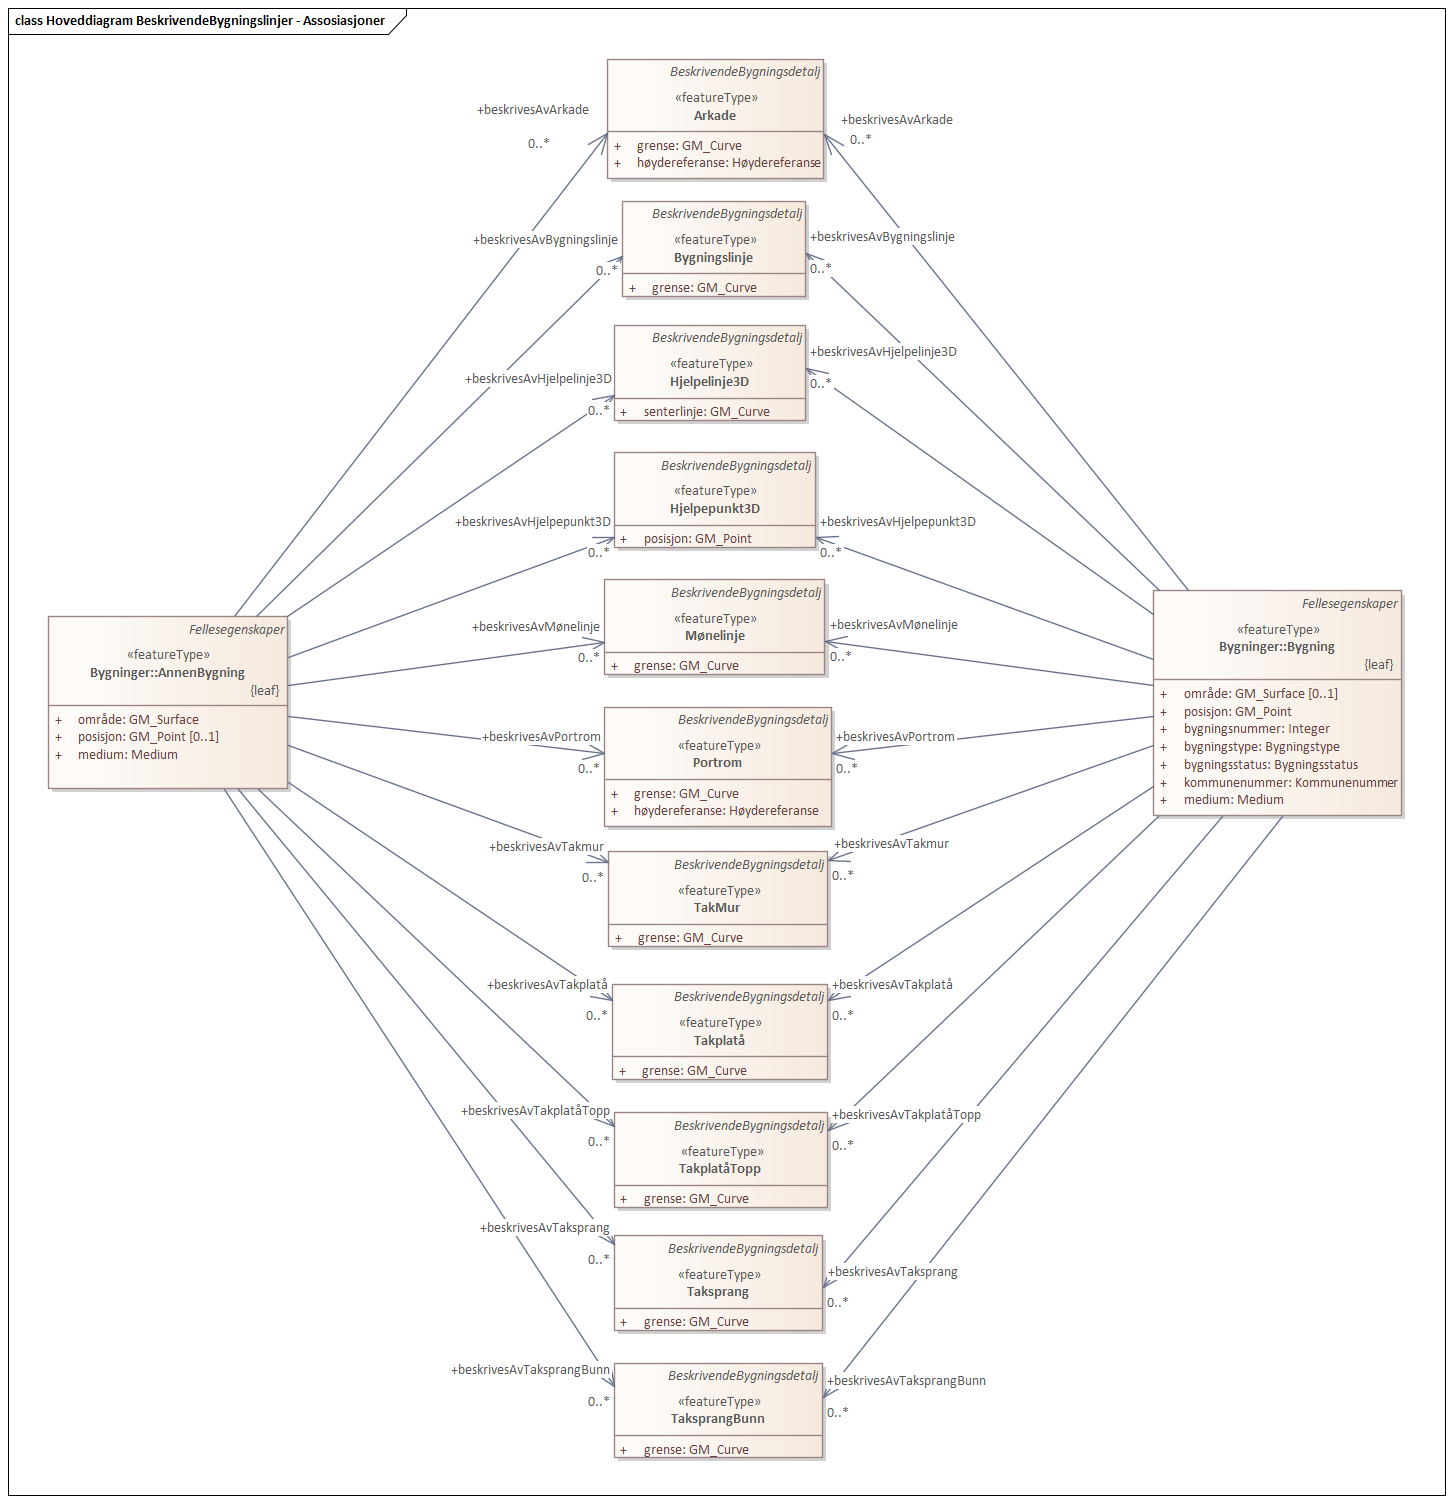 class Hoveddiagram BeskrivendeBygningslinjer - Assosiasjoner
BeskrivendeBygningsdetalj
«featureType»
Arkade
+ grense: GM_Curve
+ høydereferanse: Høydereferanse
+beskrivesAvArkade
0..*
+beskrivesAvArkade
0..*
BeskrivendeBygningsdetalj
«featureType»
Bygningslinje
+ grense: GM_Curve
+beskrivesAvBygningslinje
0..*
+beskrivesAvBygningslinje
0..*
BeskrivendeBygningsdetalj
«featureType»
Hjelpelinje3D
+ senterlinje: GM_Curve
+beskrivesAvHjelpelinje3D
0..*
+beskrivesAvHjelpelinje3D
0..*
BeskrivendeBygningsdetalj
«featureType»
Hjelpepunkt3D
+ posisjon: GM_Point
+beskrivesAvHjelpepunkt3D
0..*
+beskrivesAvHjelpepunkt3D
0..*
BeskrivendeBygningsdetalj
«featureType»
Mønelinje
+ grense: GM_Curve
+beskrivesAvMønelinje
0..*
+beskrivesAvMønelinje
0..*
Fellesegenskaper
«featureType»
Bygninger::AnnenBygning
{leaf}
+ område: GM_Surface
+ posisjon: GM_Point [0..1]
+ medium: Medium
Fellesegenskaper
«featureType»
Bygninger::Bygning
{leaf}
+ område: GM_Surface [0..1]
+ posisjon: GM_Point
+ bygningsnummer: Integer
+ bygningstype: Bygningstype
+ bygningsstatus: Bygningsstatus
+ kommunenummer: Kommunenummer
+ medium: Medium
BeskrivendeBygningsdetalj
«featureType»
Portrom
+ grense: GM_Curve
+ høydereferanse: Høydereferanse
+beskrivesAvPortrom
0..*
+beskrivesAvPortrom
0..*
BeskrivendeBygningsdetalj
«featureType»
TakMur
+ grense: GM_Curve
+beskrivesAvTakmur
0..*
+beskrivesAvTakmur
0..*
BeskrivendeBygningsdetalj
«featureType»
Takplatå
+ grense: GM_Curve
+beskrivesAvTakplatå
0..*
+beskrivesAvTakplatå
0..*
BeskrivendeBygningsdetalj
«featureType»
TakplatåTopp
+ grense: GM_Curve
+beskrivesAvTakplatåTopp
0..*
+beskrivesAvTakplatåTopp
0..*
BeskrivendeBygningsdetalj
«featureType»
Taksprang
+ grense: GM_Curve
+beskrivesAvTaksprang
0..*
+beskrivesAvTaksprang
0..*
BeskrivendeBygningsdetalj
«featureType»
TaksprangBunn
+ grense: GM_Curve
+beskrivesAvTaksprangBunn
0..*
+beskrivesAvTaksprangBunn
0..*